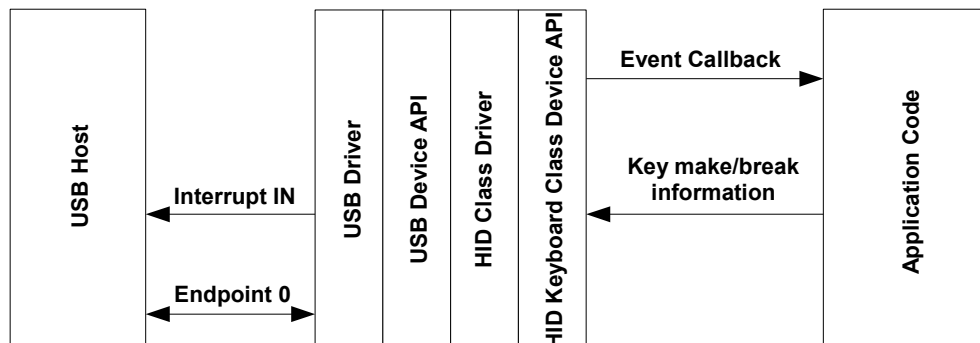 USB Host
Interrupt IN
Endpoint 0
USB Driver
USB Device API
HID Class Driver
HID Keyboard Class Device API
Event Callback
Key make/break
information
Application Code